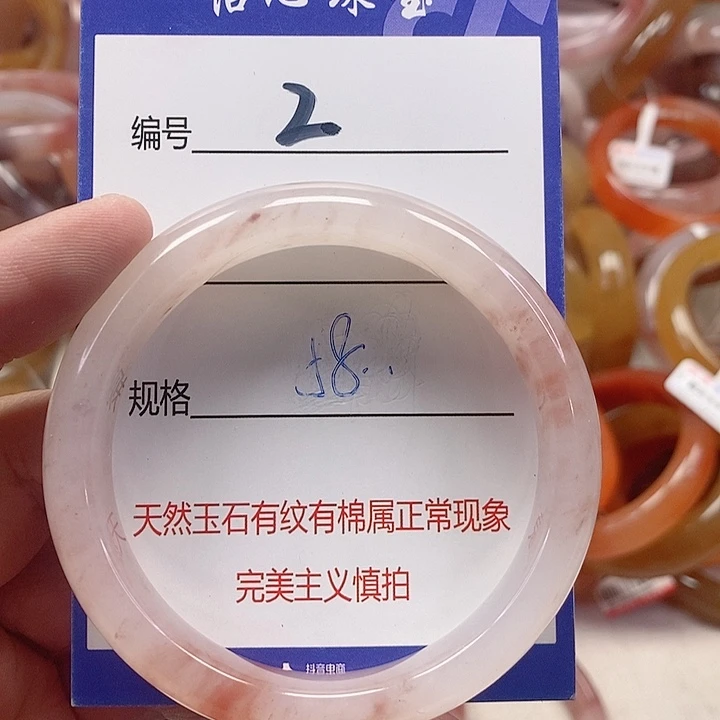 编号 2
规格 58..
天然玉石有纹有棉属正常现象
完美主义慎拍
抖音电商